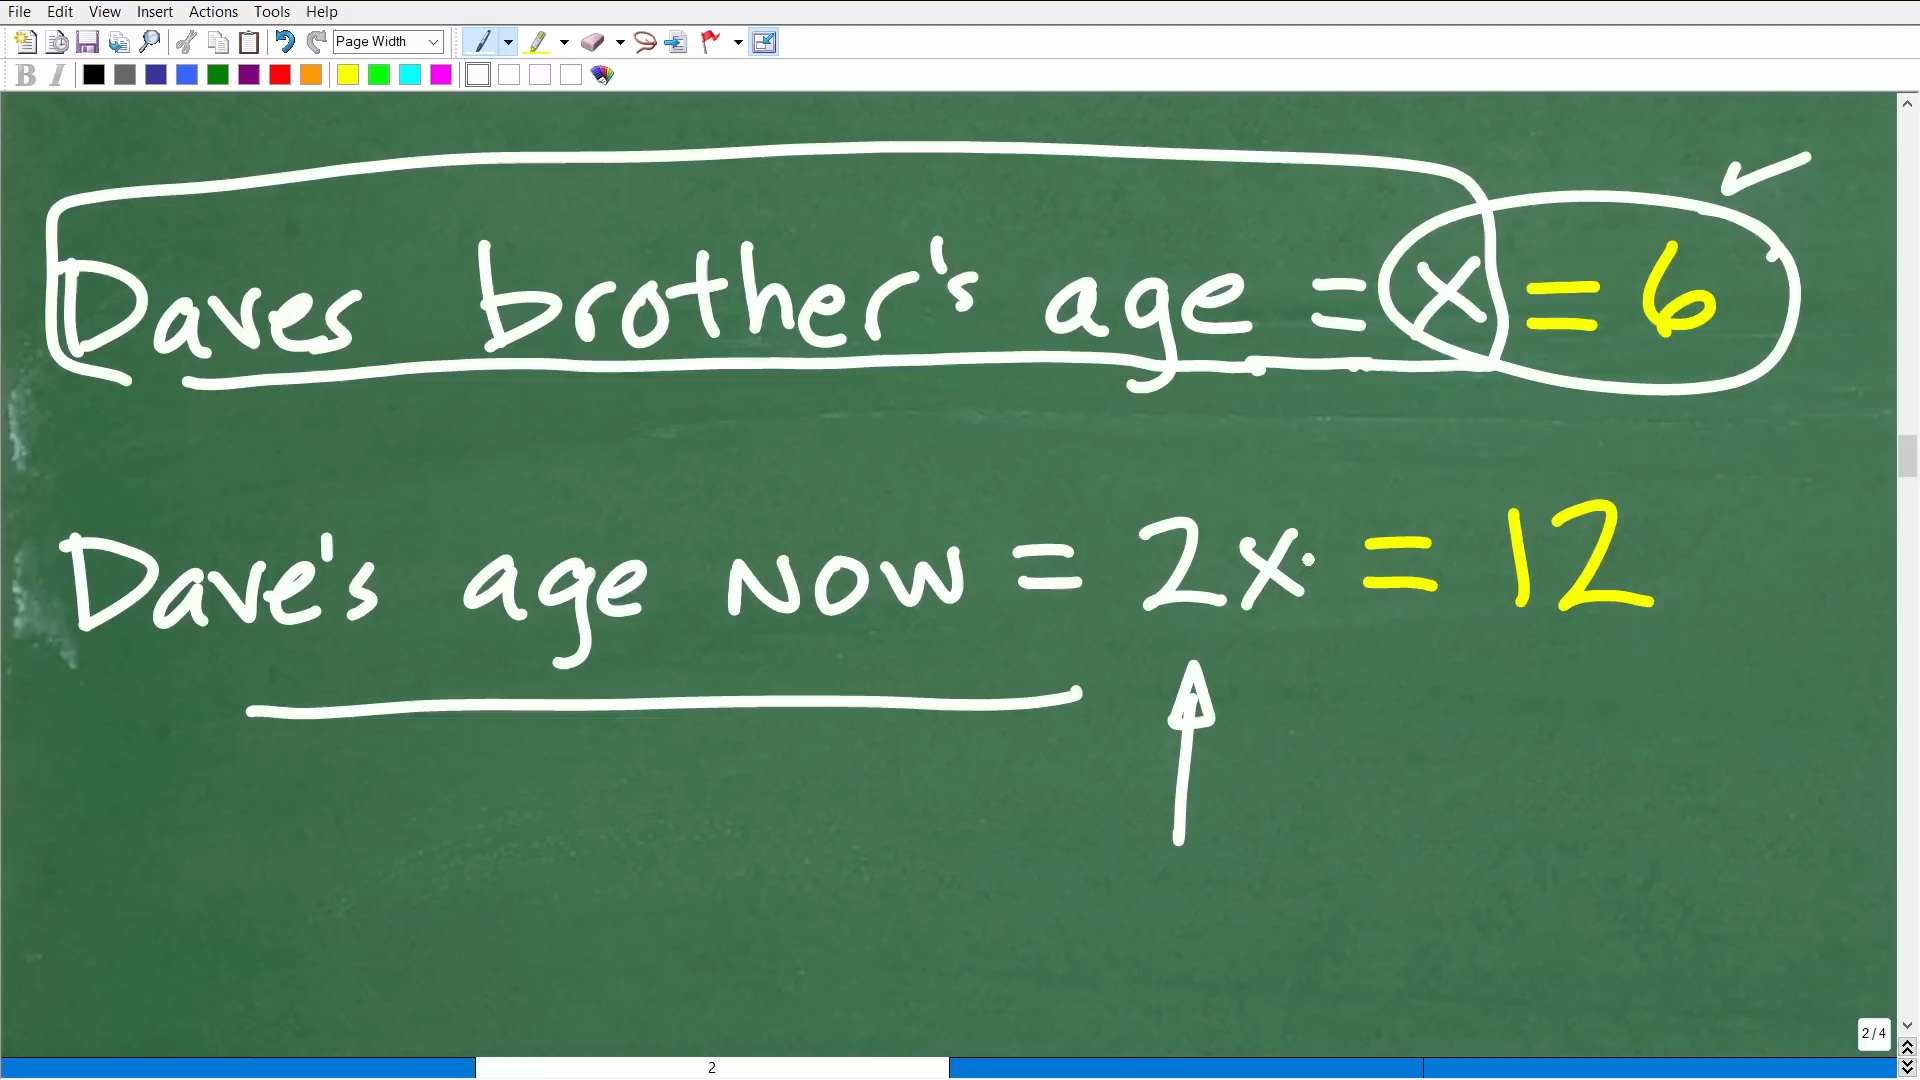 File Edit View Insert Actions Tools Help
Page Width
B I
Daves brother's age = x = 6
Dave's age now = 2x = 12
2 / 4
2